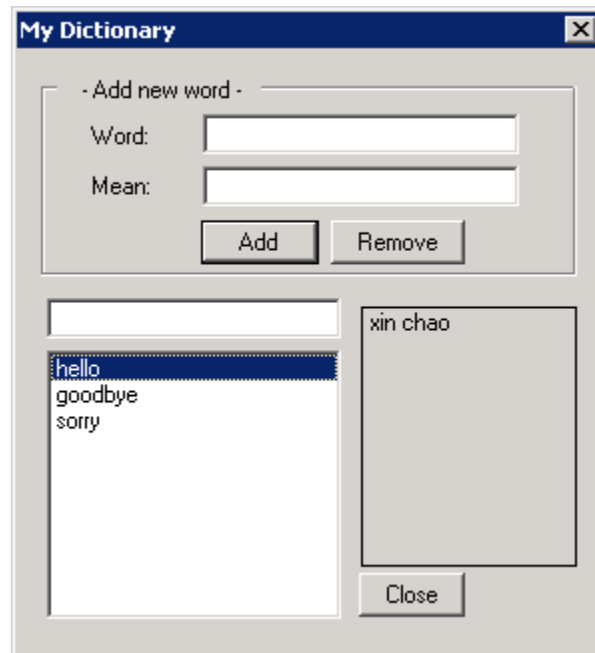 My Dictionary
- Add new word -
Word:
Mean:
Add Remove
xin chao
hello
goodbye
sorry
Close